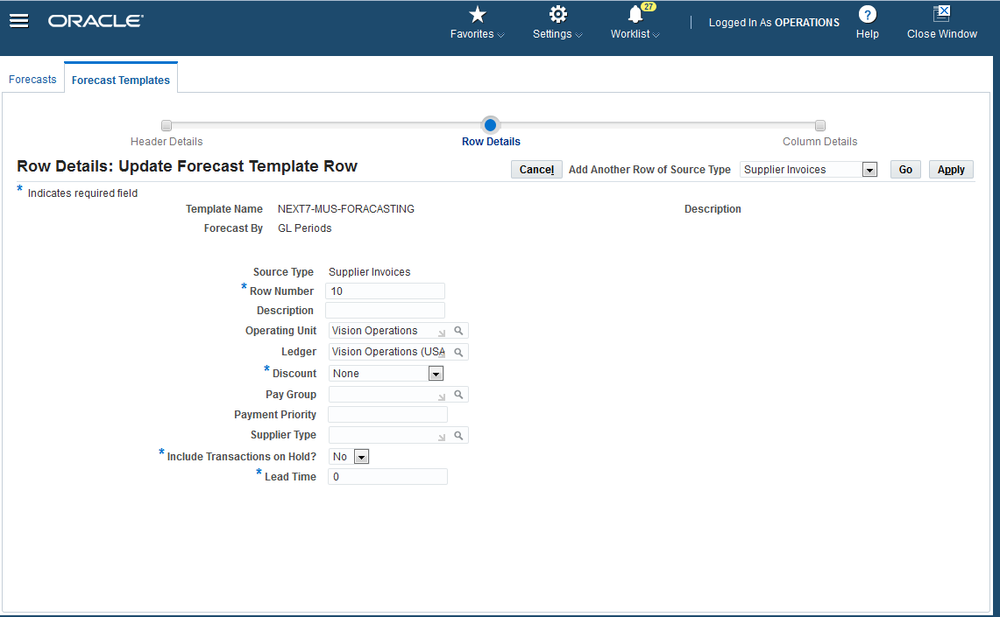 ORACLE
Favorites
Settings
27
Worklist
Logged In As OPERATIONS
?
Help
Close Window
Forecasts
Forecast Templates
Header Details
Row Details
Column Details
Row Details: Update Forecast Template Row
Cancel
Add Another Row of Source Type
Supplier Invoices
Go
Apply
* Indicates required field
Template Name NEXT7-MUS-FORACASTING
Description
Forecast By GL Periods
Source Type Supplier Invoices
* Row Number 10
Description
Operating Unit Vision Operations
Ledger Vision Operations (USA
* Discount None
Pay Group
Payment Priority
Supplier Type
* Include Transactions on Hold? No
* Lead Time 0